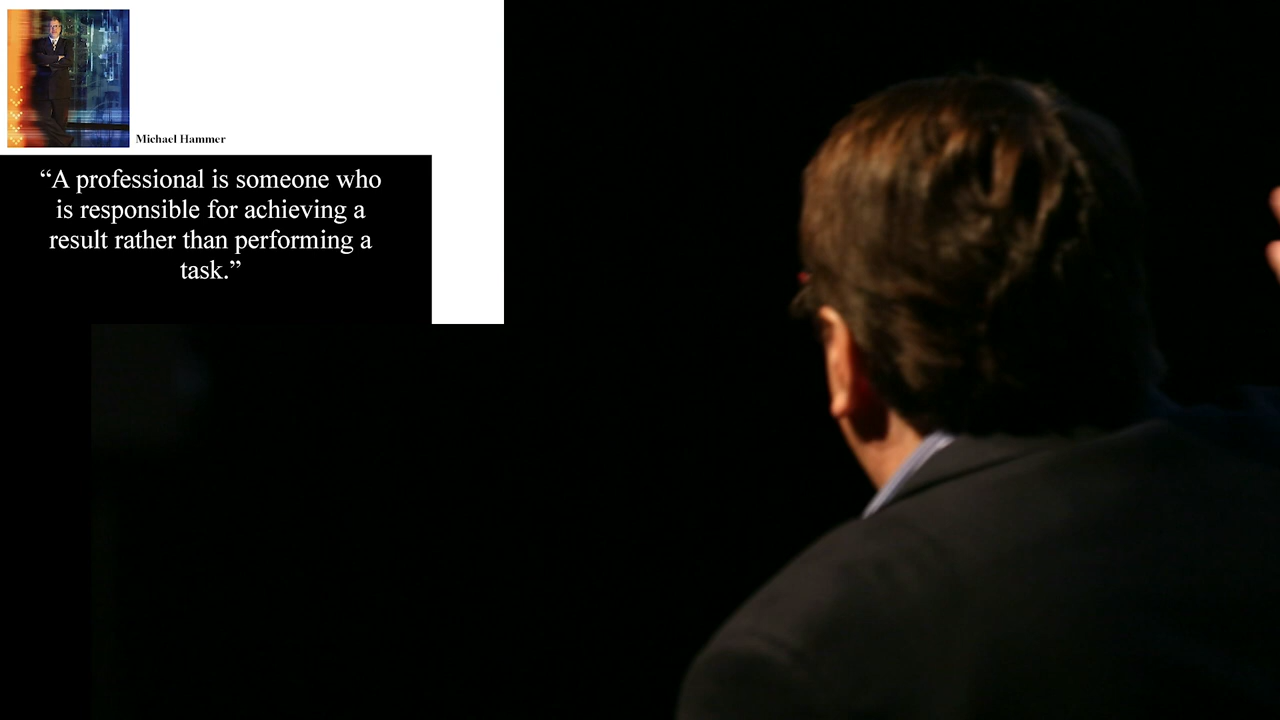 Michael Hammer
“A professional is someone who
is responsible for achieving a
result rather than performing a
task.”